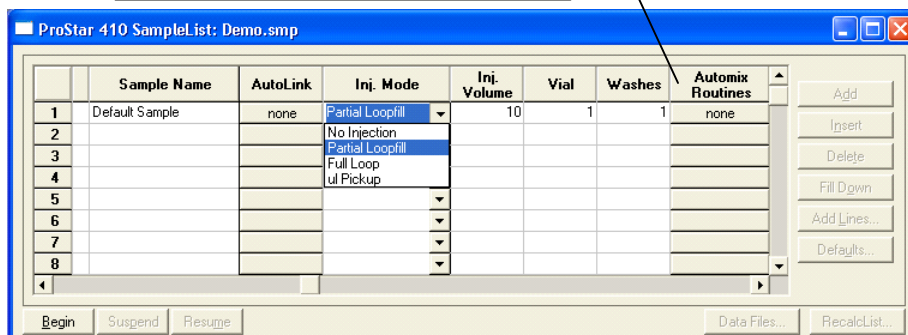 ProStar 410 SampleList: Demo.smp
Sample Name AutoLink Inj. Mode Inj. Volume Vial Washes Automix Routines
Add
1 Default Sample none Partial Loopfill 10 1 1 none
Insert
2 No Injection
Partial Loopfill
3 Full Loop
Delete
4 ul Pickup
Fill Down
5
6
Add Lines...
7
Defaults...
8
Begin Suspend Resume Data Files... RecalcList...